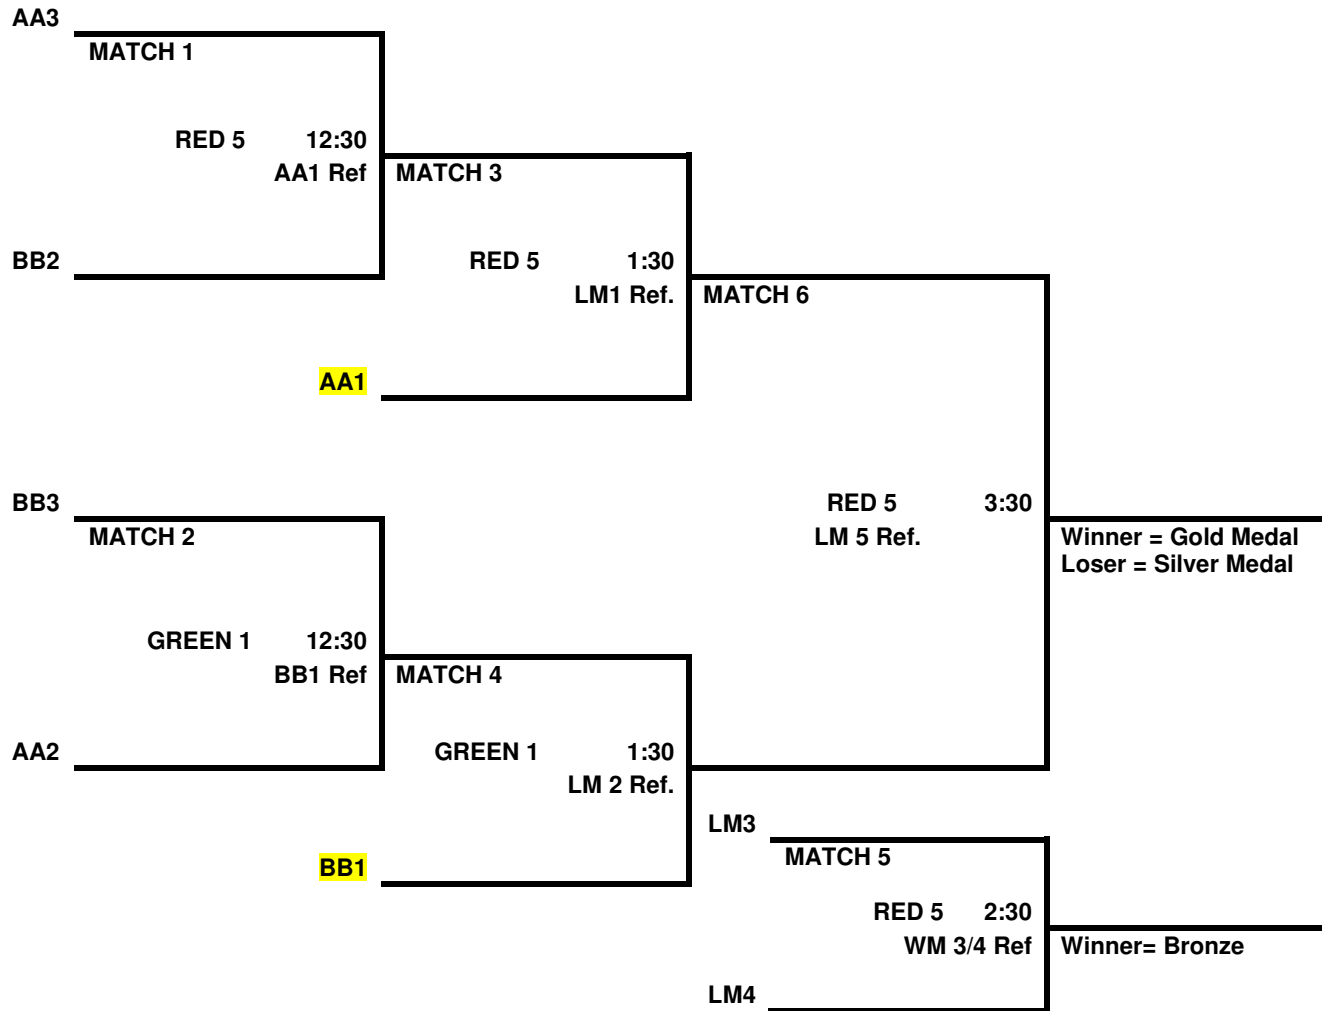 AA3
MATCH 1
RED 5 12:30
AA1 Ref
MATCH 3
BB2
RED 5 1:30
LM1 Ref.
MATCH 6
AA1
BB3
RED 5 3:30
MATCH 2
LM 5 Ref.
Winner = Gold Medal
Loser = Silver Medal
GREEN 1 12:30
BB1 Ref
MATCH 4
AA2
GREEN 1 1:30
LM 2 Ref.
LM3
MATCH 5
BB1
RED 5 2:30
WM 3/4 Ref
Winner= Bronze
LM4